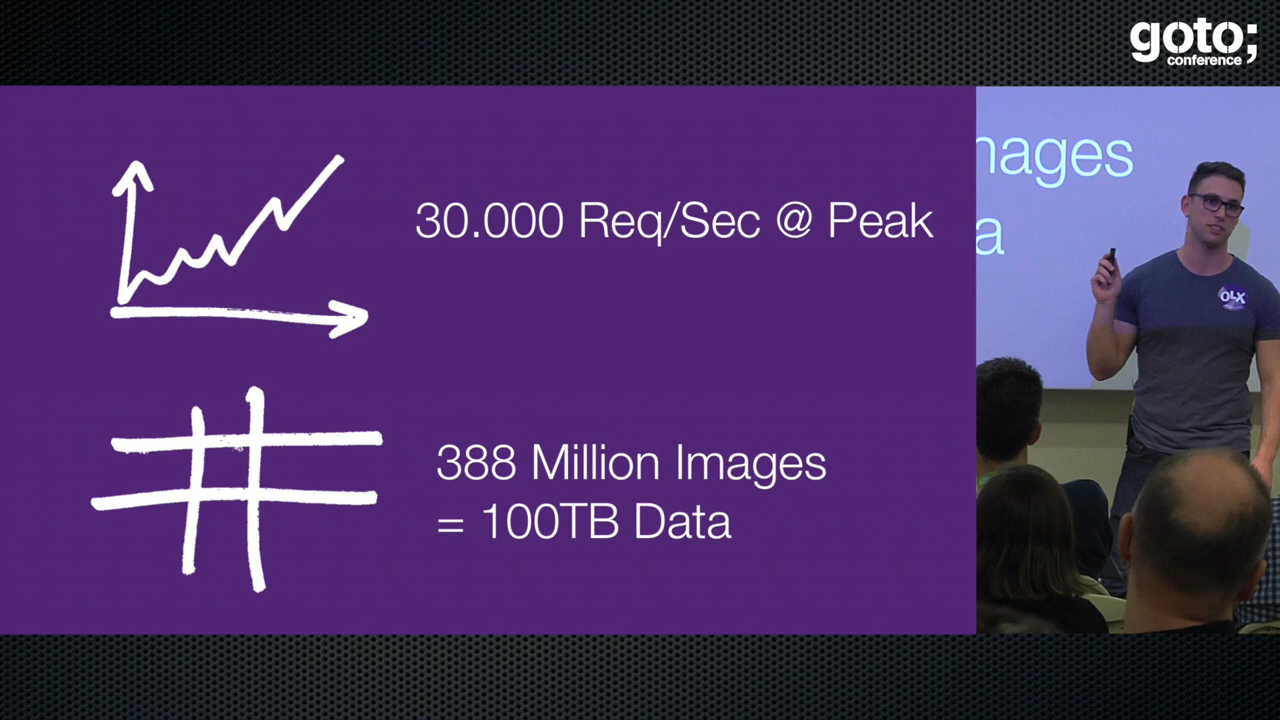 goto;
conference
30.000 Req/Sec @ Peak
388 Million Images
= 100TB Data
mages
a
OLX